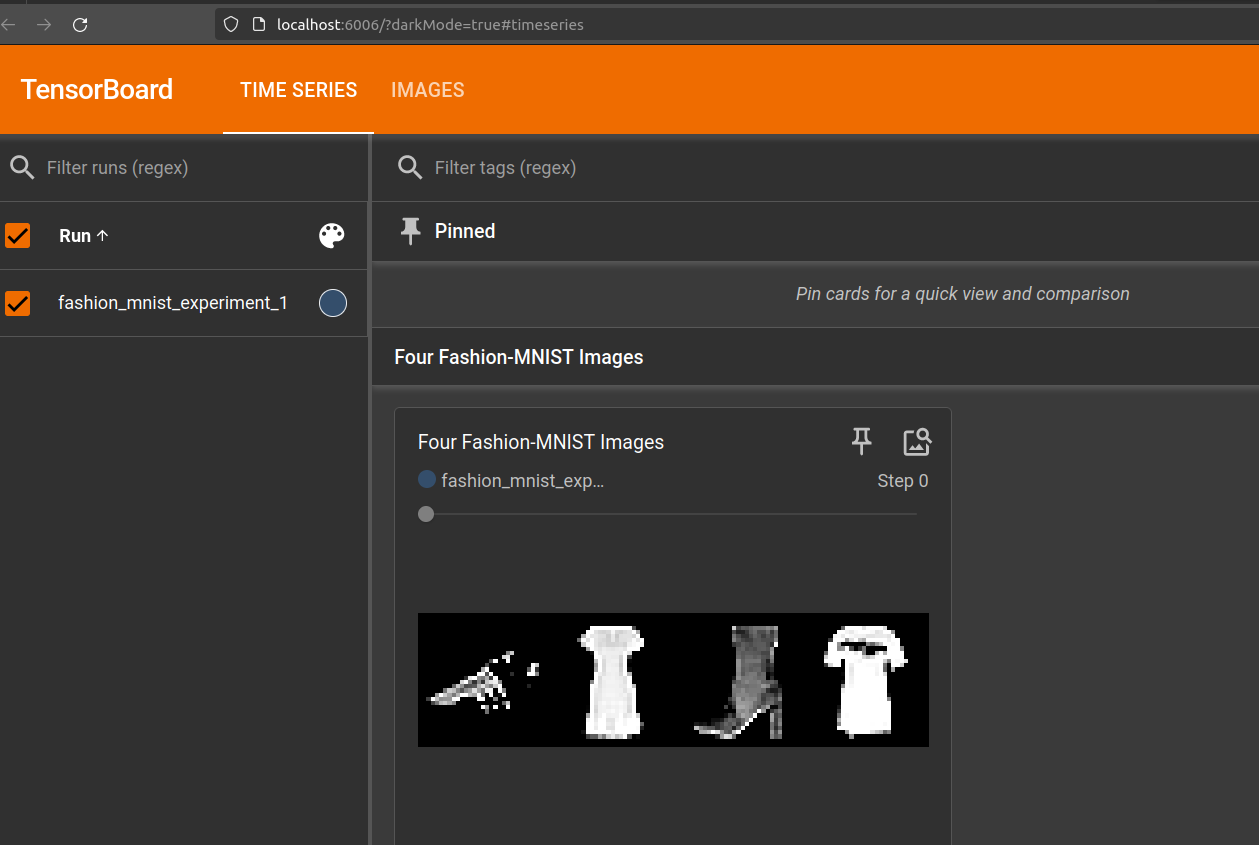 localhost:6006/?darkMode=true#timeseries
TensorBoard TIME SERIES IMAGES
Filter runs (regex)
Filter tags (regex)
Run ↑
Pinned
fashion_mnist_experiment_1
Pin cards for a quick view and comparison
Four Fashion-MNIST Images
Four Fashion-MNIST Images
fashion_mnist_exp... Step 0